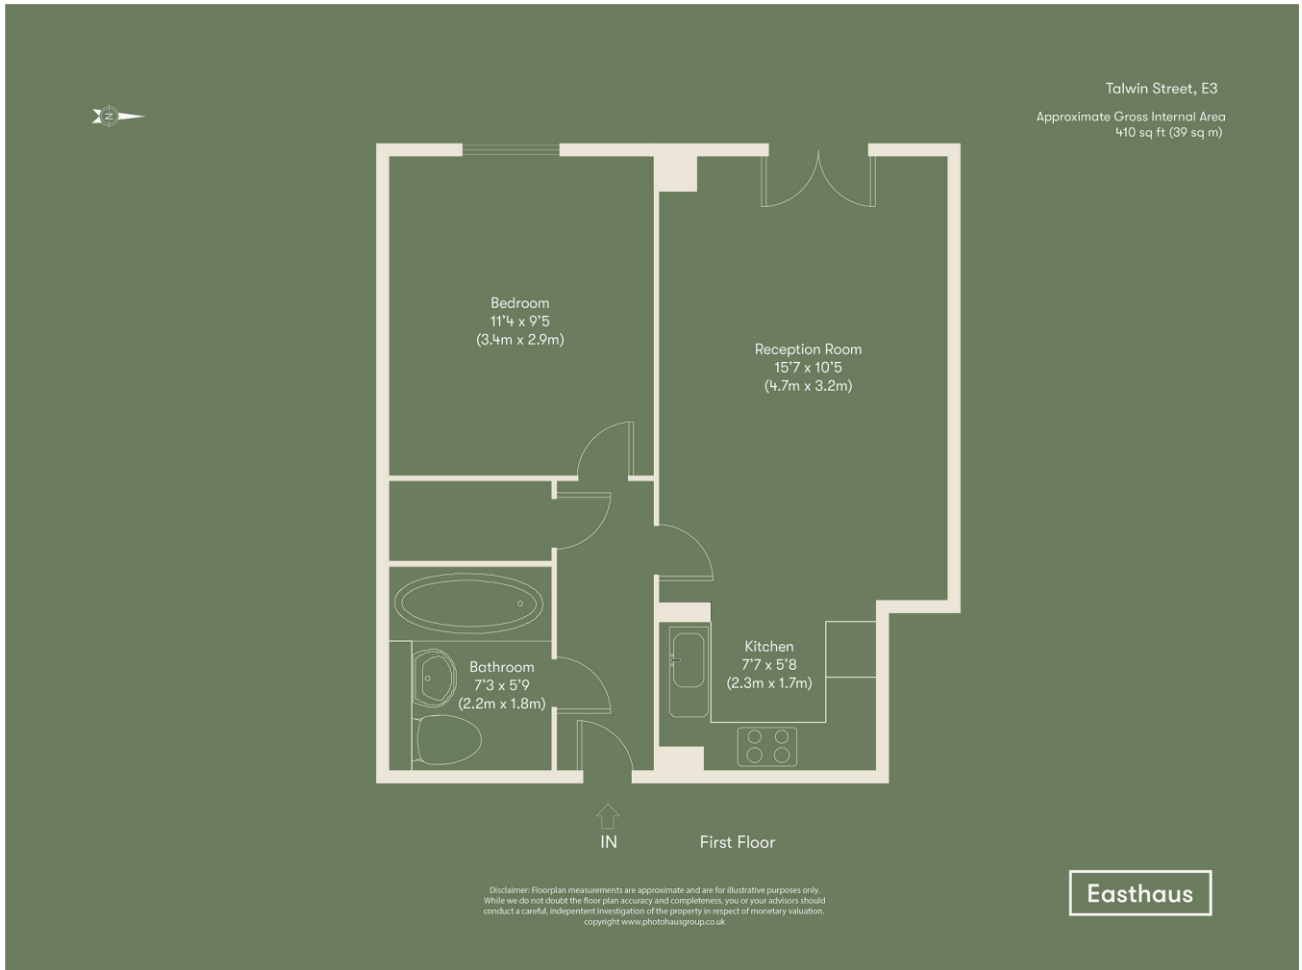 Talwin Street, E3
Approximate Gross Internal Area
410 sq ft (39 sq m)
N
Bedroom
11'4 x 9'5
(3.4m x 2.9m)
Reception Room
15'7 x 10'5
(4.7m x 3.2m)
Kitchen
7'7 x 5'8
(2.3m x 1.7m)
Bathroom
7'3 x 5'9
(2.2m x 1.8m)
IN
First Floor
Easthaus
Disclaimer: Floorplan measurements are approximate and are for illustrative purposes only.
While we do not doubt the floor plan accuracy and completeness, you or your advisors should
conduct a careful, indepentent investigation of the property in respect of monetary valuation.
copyright www.photohausgroup.co.uk